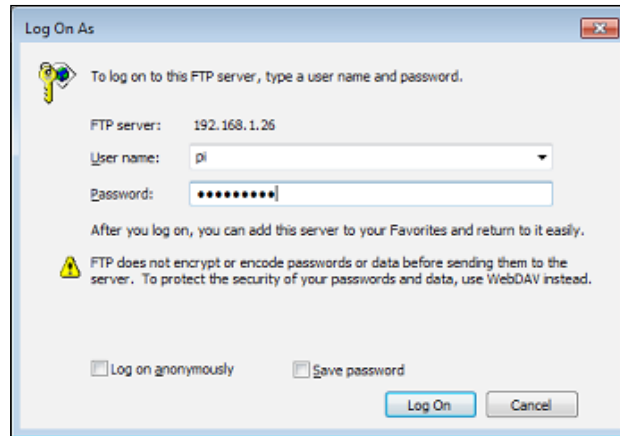 Log On As
To log on to this FTP server, type a user name and password.
FTP server: 192.168.1.26
User name: pi
Password: •••••••••
After you log on, you can add this server to your Favorites and return to it easily.
FTP does not encrypt or encode passwords or data before sending them to the
server. To protect the security of your passwords and data, use WebDAV instead.
Log on anonymously Save password
Log On Cancel